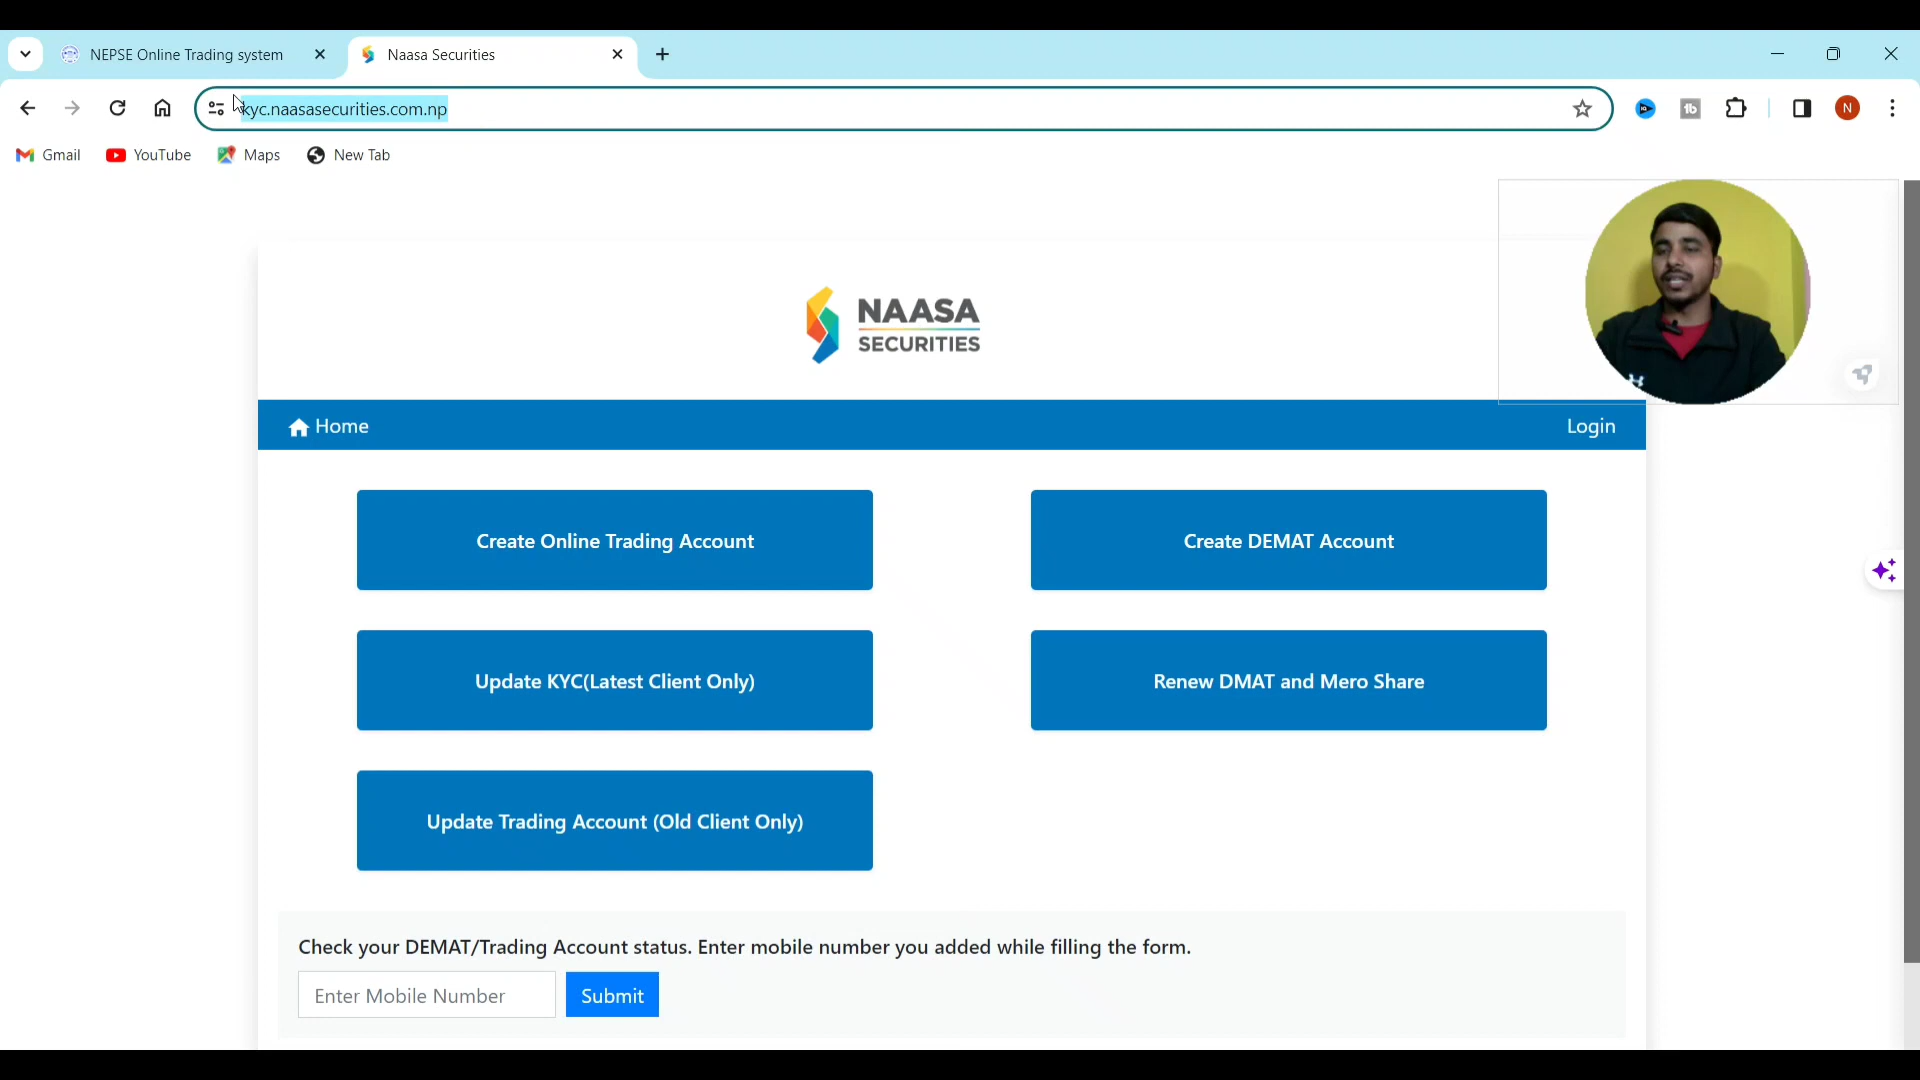 NEPSE Online Trading system
Naasa Securities
kyc.naasasecurities.com.np
N
Gmail
YouTube
Maps
New Tab
NAASA
SECURITIES
Home
Login
Create Online Trading Account
Create DEMAT Account
Update KYC(Latest Client Only)
Renew DMAT and Mero Share
Update Trading Account (Old Client Only)
Check your DEMAT/Trading Account status. Enter mobile number you added while filling the form.
Enter Mobile Number
Submit